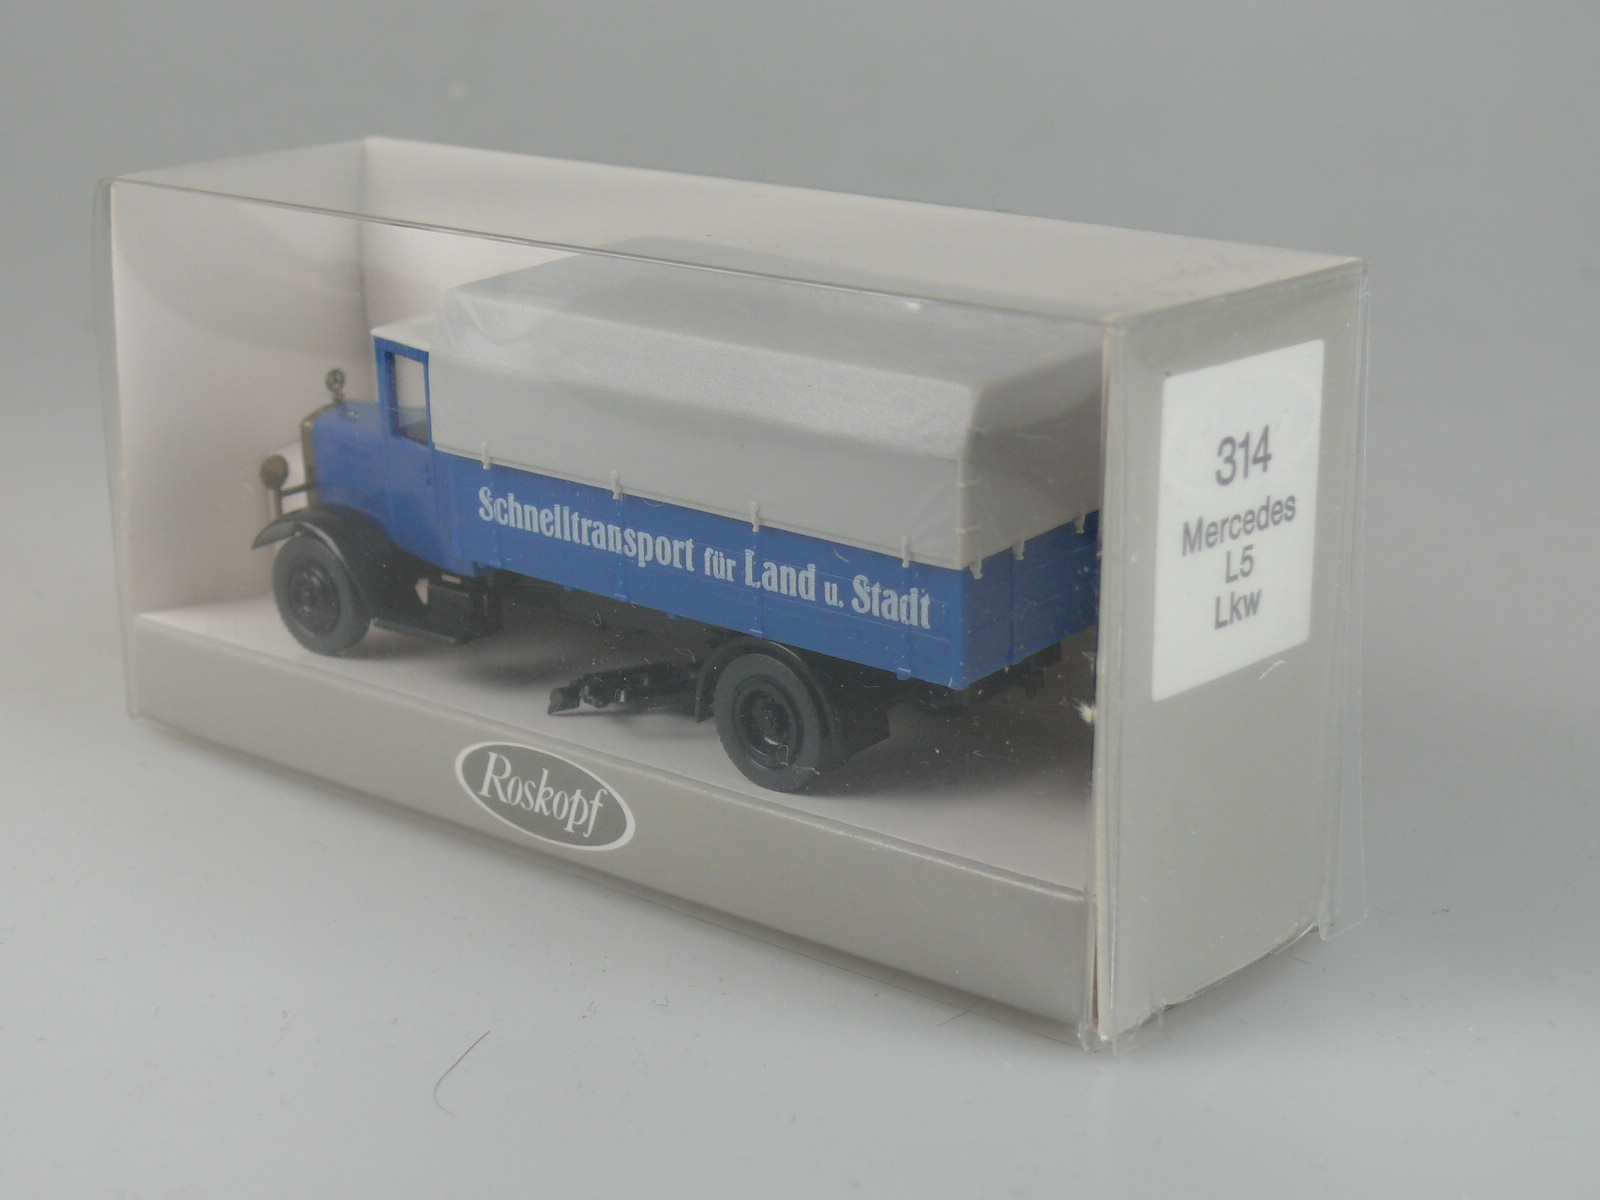 Schnelltransport für Land u. Stadt
Roskopf
314
Mercedes
L5
Lkw